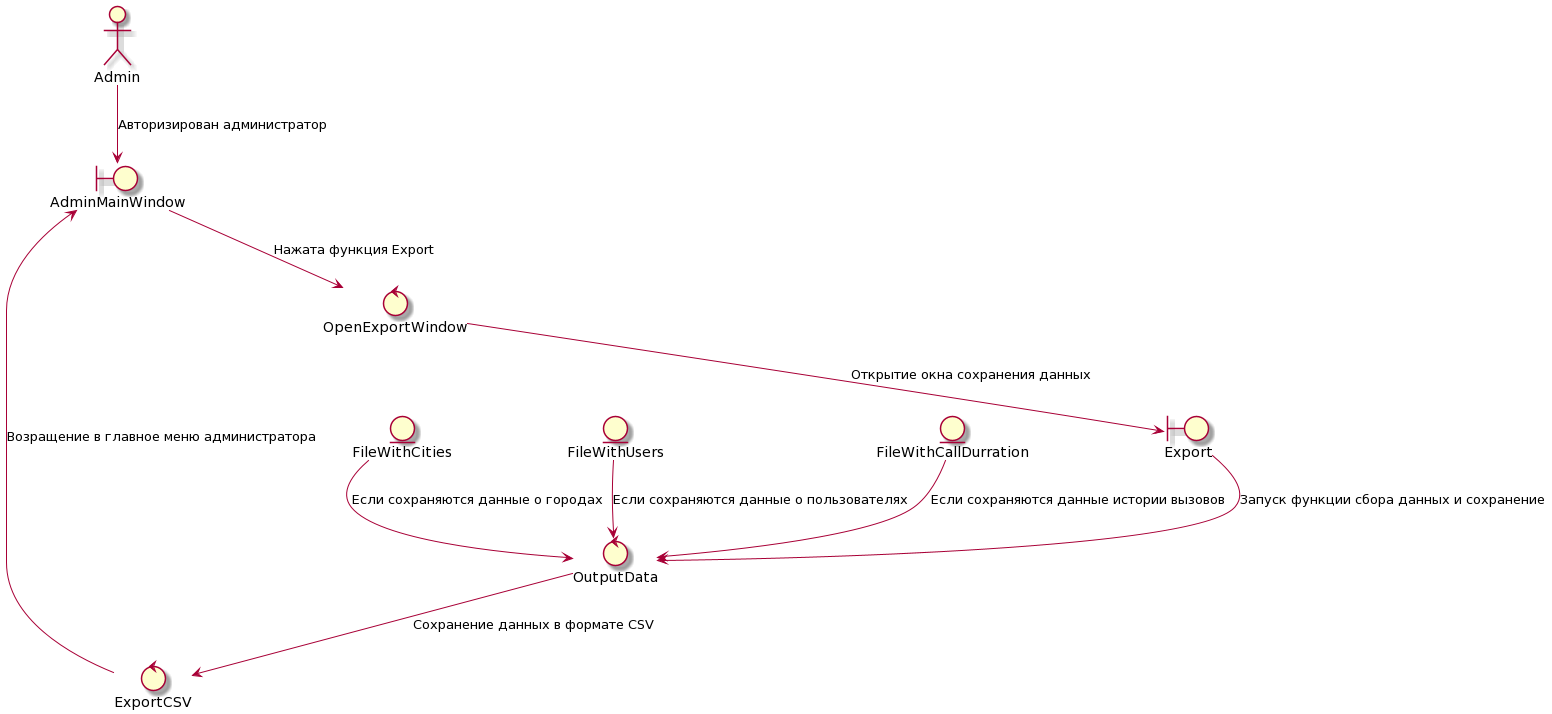 Admin
Авторизирован администратор
AdminMainWindow
Нажата функция Export
OpenExportWindow
Открытие окна сохранения данных
Возращение в главное меню администратора
FileWithCities
FileWithUsers
FileWithCallDurration
Export
Если сохраняются данные о городах
Если сохраняются данные о пользователях
Если сохраняются данные истории вызовов
Запуск функции сбора данных и сохранение
OutputData
Сохранение данных в формате CSV
ExportCSV